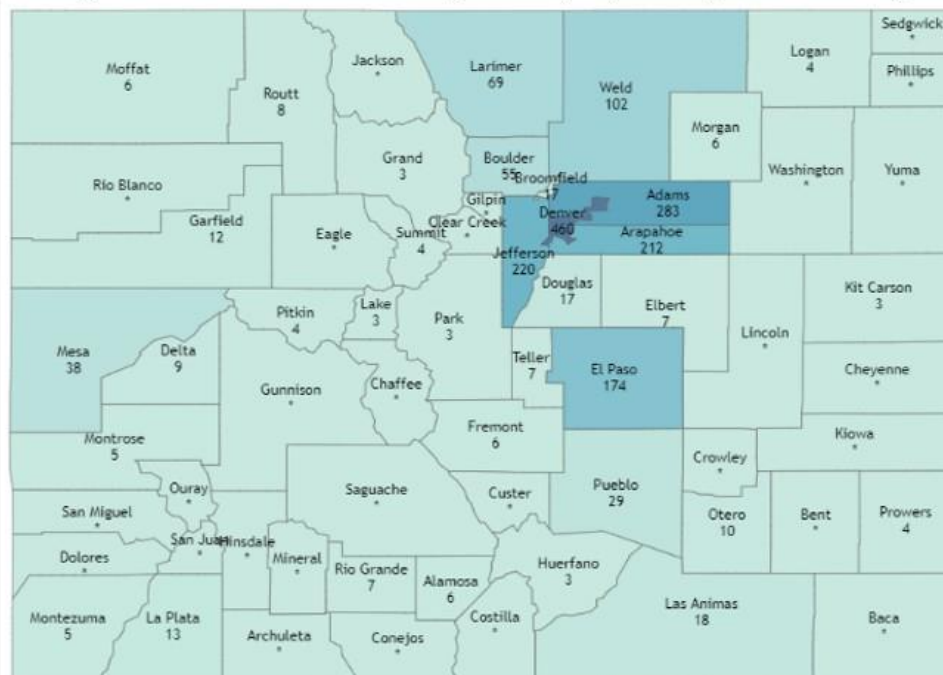 Sedgwick
*
Jackson
*
Logan
4
Moffat
6
Larimer
69
Phillips
*
Routt
8
Weld
102
Morgan
6
Grand
3
Boulder
55
Washington
*
Yuma
*
Rio Blanco
*
Broomfield
17
Gilpin
*
Adams
283
Garfield
12
Eagle
*
Summit
4
Clear Creek
*
Denver
460
Arapahoe
212
Jefferson
220
Douglas
17
Elbert
7
Kit Carson
3
Pitkin
4
Lake
3
Park
3
Lincoln
*
Mesa
38
Delta
9
Teller
7
El Paso
174
Cheyenne
*
Gunnison
*
Chaffee
*
Montrose
5
Fremont
6
Kiowa
*
Crowley
*
Ouray
*
Saguache
*
Custer
*
Pueblo
29
San Miguel
*
Otero
10
Bent
*
Prowers
4
San Juan
*
Hinsdale
*
Dolores
*
Mineral
*
Rio Grande
7
Alamosa
6
Huerfano
3
Montezuma
5
La Plata
13
Archuleta
*
Conejos
*
Costilla
*
Las Animas
18
Baca
*